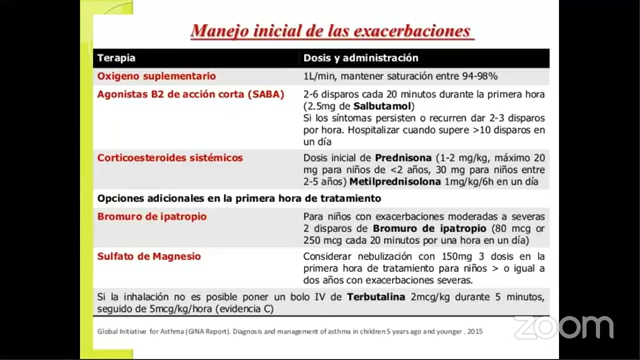 Manejo inicial de las exacerbaciones
Terapia Dosis y administración
Oxigeno suplementario 1L/min, mantener saturación entre 94-98%
Agonistas B2 de acción corta (SABA) 2-6 disparos cada 20 minutos durante la primera hora
(2.5mg de Salbutamol)
Si los síntomas persisten o recurren dar 2-3 disparos
por hora. Hospitalizar cuando supere >10 disparos en
un día
Corticoesteroides sistémicos Dosis inicial de Prednisona (1-2 mg/kg, máximo 20
mg para niños de <2 años, 30 mg para niños entre
2-5 años) Metilprednisolona 1mg/kg/6h en un día
Opciones adicionales en la primera hora de tratamiento
Bromuro de ipatropio Para niños con exacerbaciones moderadas a severas
2 disparos de Bromuro de ipatropio (80 mcg or
250 mcg cada 20 minutos por una hora en un día)
Sulfato de Magnesio Considerar nebulización con 150mg 3 dosis en la
primera hora de tratamiento para niños > o igual a
dos años con exacerbaciones severas.
Si la inhalación no es posible poner un bolo IV de Terbutalina 2mcg/kg durante 5 minutos,
seguido de 5mcg/kg/hora (evidencia C)
Global Initiative for Asthma (GINA Report). Diagnosis and management of asthma in children 5 years ago and younger . 2015
zoom